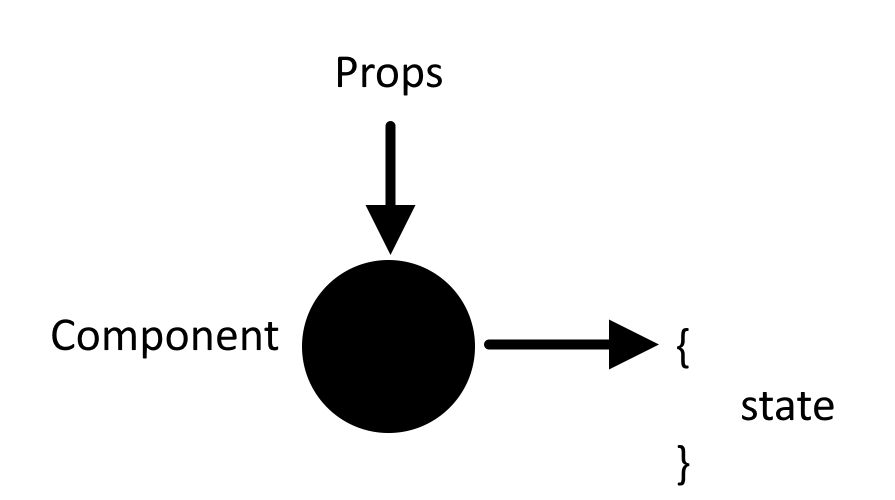 Props
Component
{
state
}